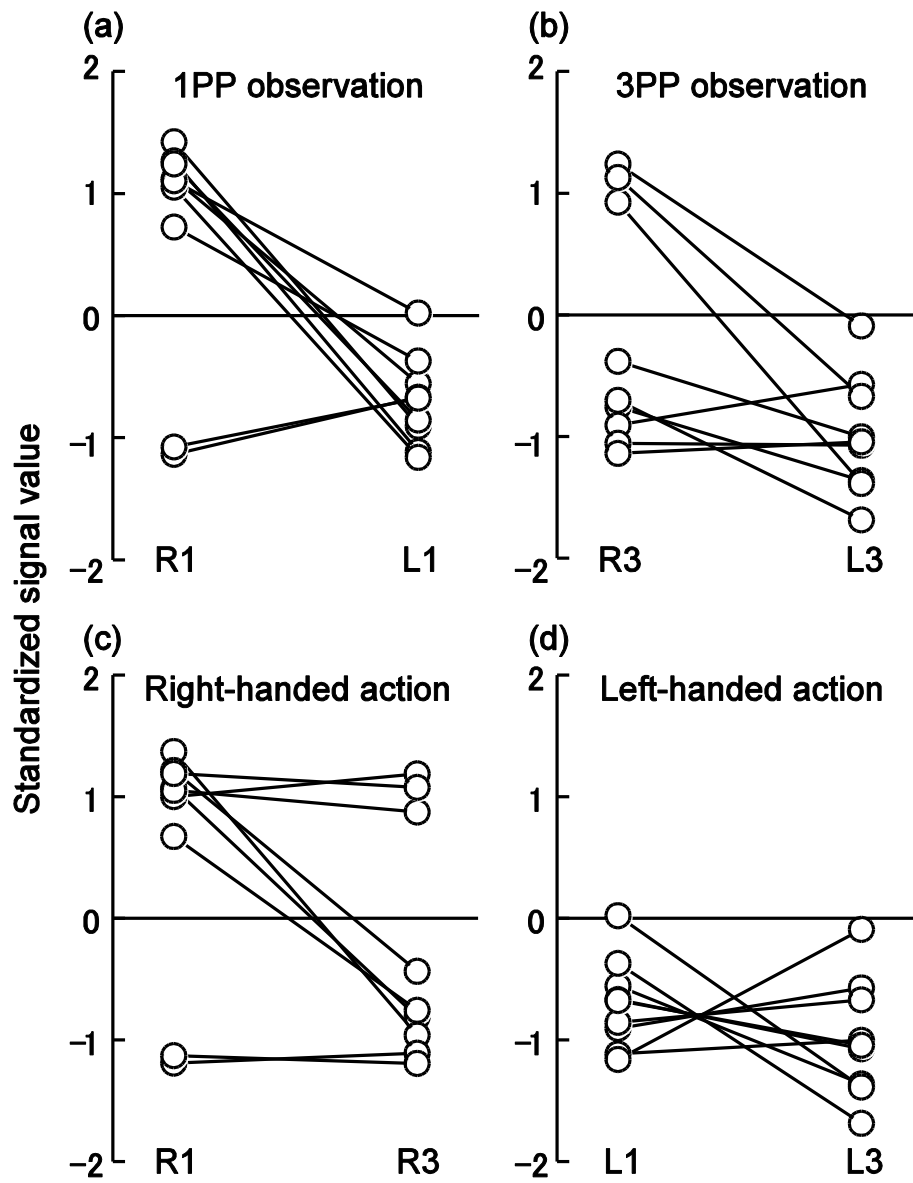 (a)
1PP observation
2
1
0
−1
−2
R1 L1
(b)
3PP observation
2
1
0
−1
−2
R3 L3
Standardized signal value
(c)
Right-handed action
2
1
0
−1
−2
R1 R3
(d)
Left-handed action
2
1
0
−1
−2
L1 L3